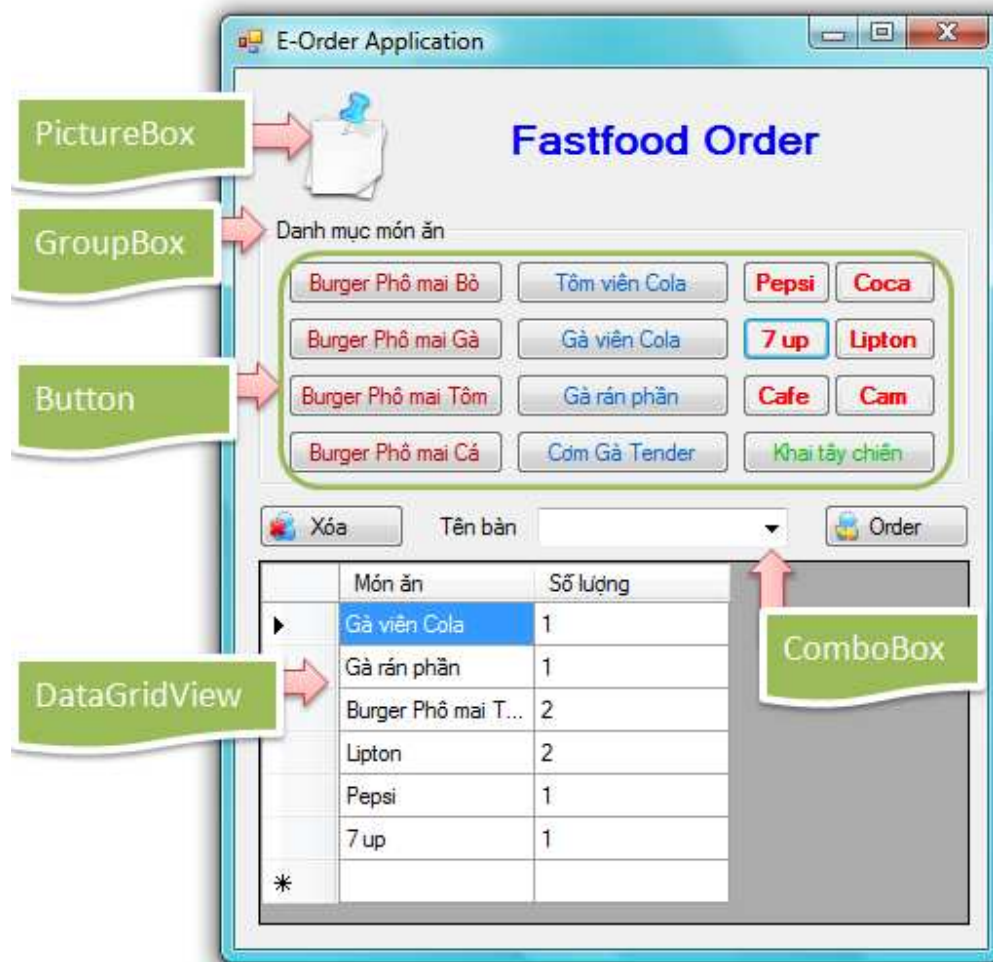 E-Order Application
PictureBox
Fastfood Order
GroupBox
Danh mục món ăn
Burger Phô mai Bò Tôm viên Cola Pepsi Coca
Burger Phô mai Gà Gà viên Cola 7 up Lipton
Button
Burger Phô mai Tôm Gà rán phần Cafe Cam
Burger Phô mai Cá Cơm Gà Tender Khai tây chiên
Xóa Tên bàn Order
Món ăn Số lượng
Gà viên Cola 1
ComboBox
Gà rán phần 1
DataGridView
Burger Phô mai T... 2
Lipton 2
Pepsi 1
7 up 1